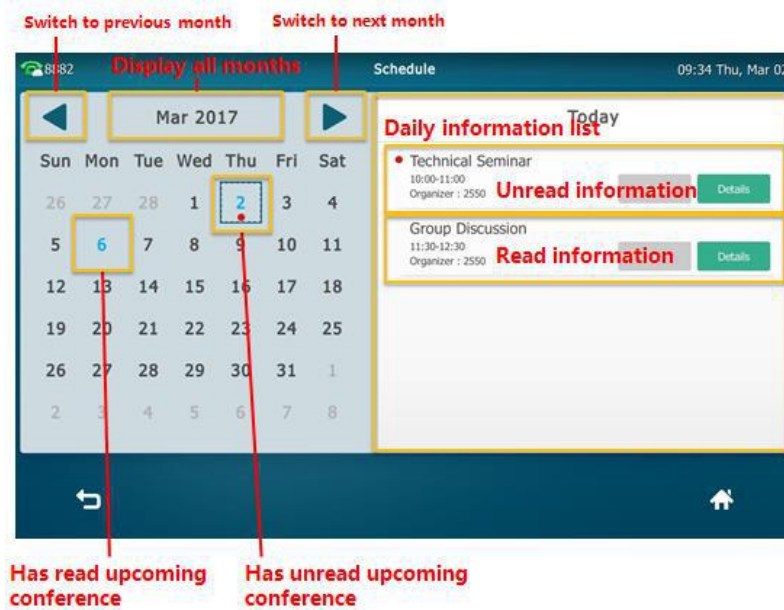 Switch to previous month
Switch to next month
8882
Display all months
Schedule
09:34 Thu, Mar 02
Mar 2017
Today
Daily information list
Sun Mon Tue Wed Thu Fri Sat
26 27 28 1 2 3 4
5 6 7 8 9 10 11
12 13 14 15 16 17 18
19 20 21 22 23 24 25
26 27 28 29 30 31 1
2 3 4 5 6 7 8
Technical Seminar
10:00-11:00
Organizer : 2550
Unread information
Details
Group Discussion
11:30-12:30
Organizer : 2550
Read information
Details
Has read upcoming
conference
Has unread upcoming
conference